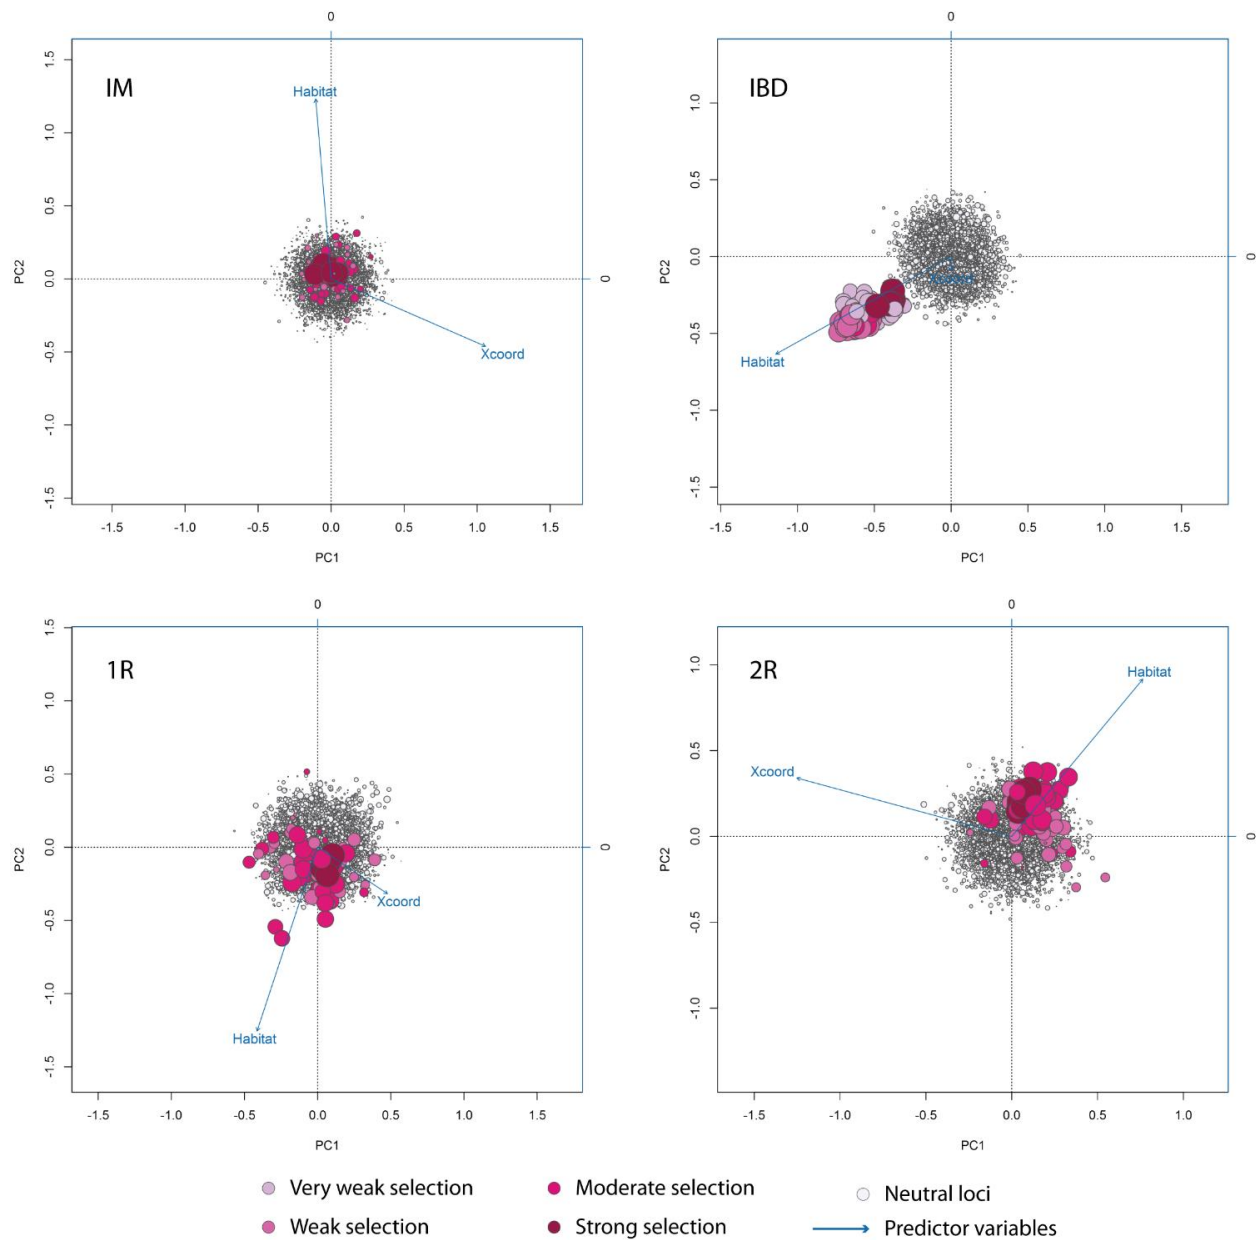 0
0
1.5
1.0
0.5
0.0
-0.5
-1.0
-1.5
IM
Habitat
Xcoord
0
PC2
-1.5 -1.0 -0.5 0.0 0.5 1.0 1.5
PC1
1.0
0.5
0.0
-0.5
-1.0
-1.5
IBD
Habitat
0
PC2
-1.5 -1.0 -0.5 0.0 0.5 1.0 1.5
PC1
0
0
1.5
1.0
0.5
0.0
-0.5
-1.0
-1.5
1R
Xcoord
Habitat
0
PC2
-1.5 -1.0 -0.5 0.0 0.5 1.0 1.5
PC1
1.0
0.5
0.0
-0.5
-1.0
2R
Habitat
Xcoord
0
PC2
-1.5 -1.0 -0.5 0.0 0.5 1.0
PC1
Very weak selection
Moderate selection
Neutral loci
Weak selection
Strong selection
Predictor variables